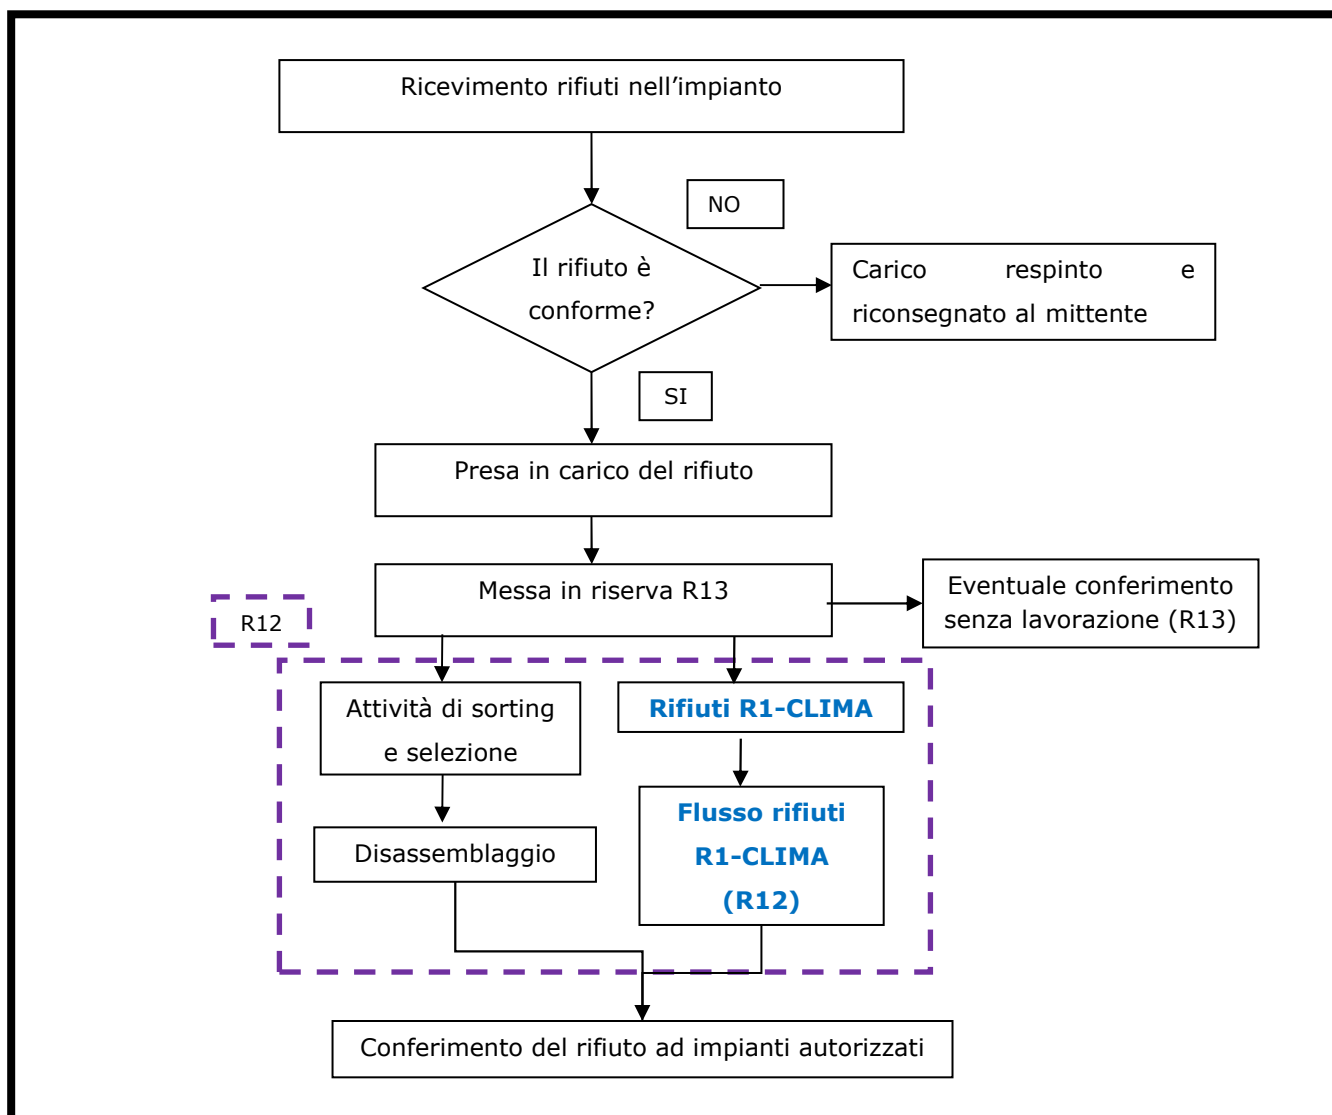 Ricevimento rifiuti nell’impianto
NO
Il rifiuto è
conforme?
Carico respinto e
riconsegnato al mittente
SI
Presa in carico del rifiuto
Messa in riserva R13
Eventuale conferimento
senza lavorazione (R13)
R12
Attività di sorting
e selezione
Rifiuti R1-CLIMA
Disassemblaggio
Flusso rifiuti
R1-CLIMA
(R12)
Conferimento del rifiuto ad impianti autorizzati